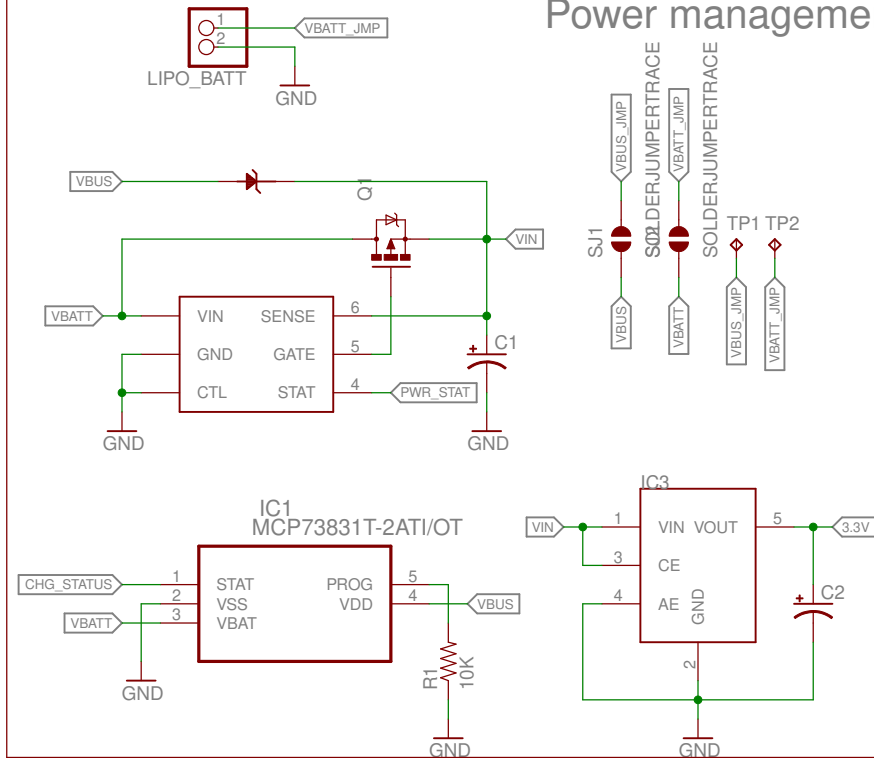 Power manageme
1
2
VBATT_JMP
LIPO_BATT
GND
VBUS
Q1
VIN
VBATT
VIN
SENSE
6
GND
GATE
5
CTL
STAT
4
PWR_STAT
C1
+
GND
GND
VBUS_JMP
VBATT_JMP
SJ1
SOLDERJUMPERTRACE
SOLDERJUMPERTRACE
VBUS
VBATT
TP1 TP2
VBUS_JMP
VBATT_JMP
IC1
MCP73831T-2ATI/OT
CHG_STATUS
1
STAT
PROG
5
2
VSS
VDD
4
VBUS
VBATT
3
VBAT
GND
R1
10K
GND
IC3
VIN
1
VIN VOUT
5
3.3V
3
CE
4
AE
GND
2
C2
+
GND